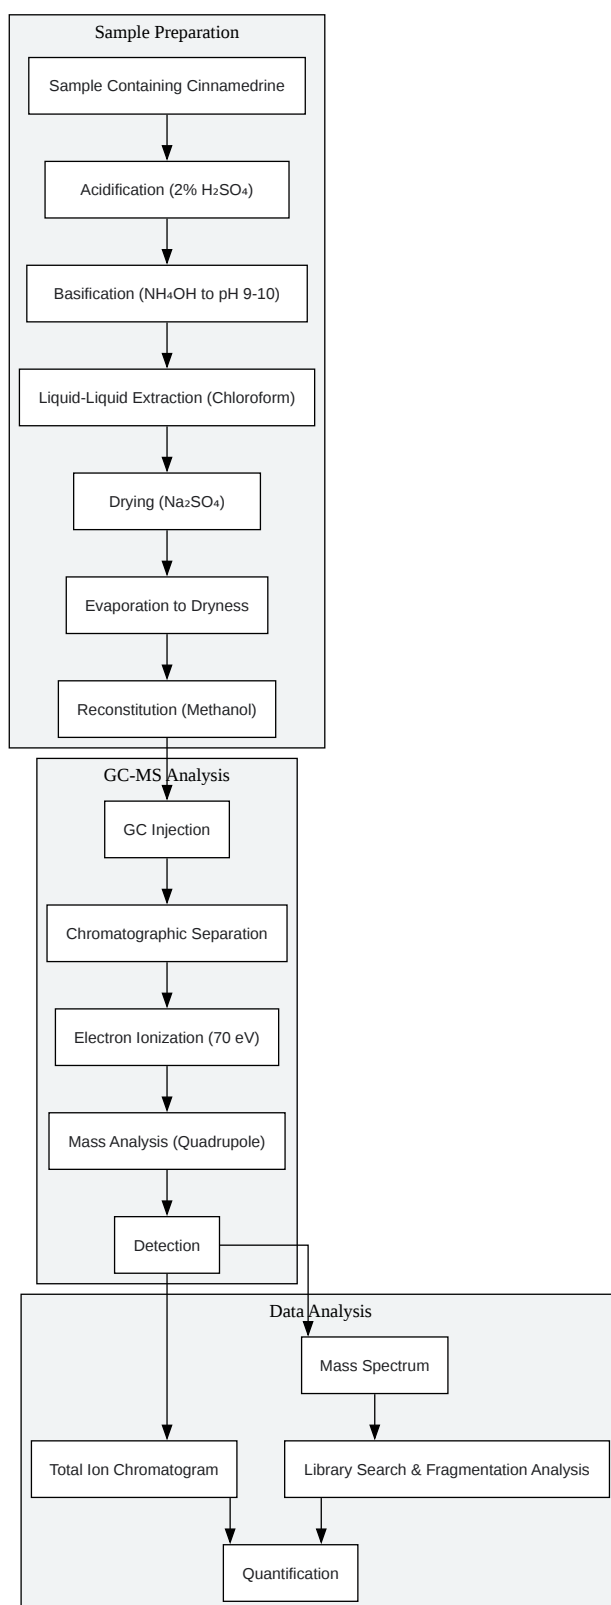 Sample Preparation
Sample Containing Cinnamedrine
Acidification (2% H₂SO₄)
Basification (NH₄OH to pH 9-10)
Liquid-Liquid Extraction (Chloroform)
Drying (Na₂SO₄)
Evaporation to Dryness
Reconstitution (Methanol)
GC-MS Analysis
GC Injection
Chromatographic Separation
Electron Ionization (70 eV)
Mass Analysis (Quadrupole)
Detection
Data Analysis
Mass Spectrum
Total Ion Chromatogram
Library Search & Fragmentation Analysis
Quantification